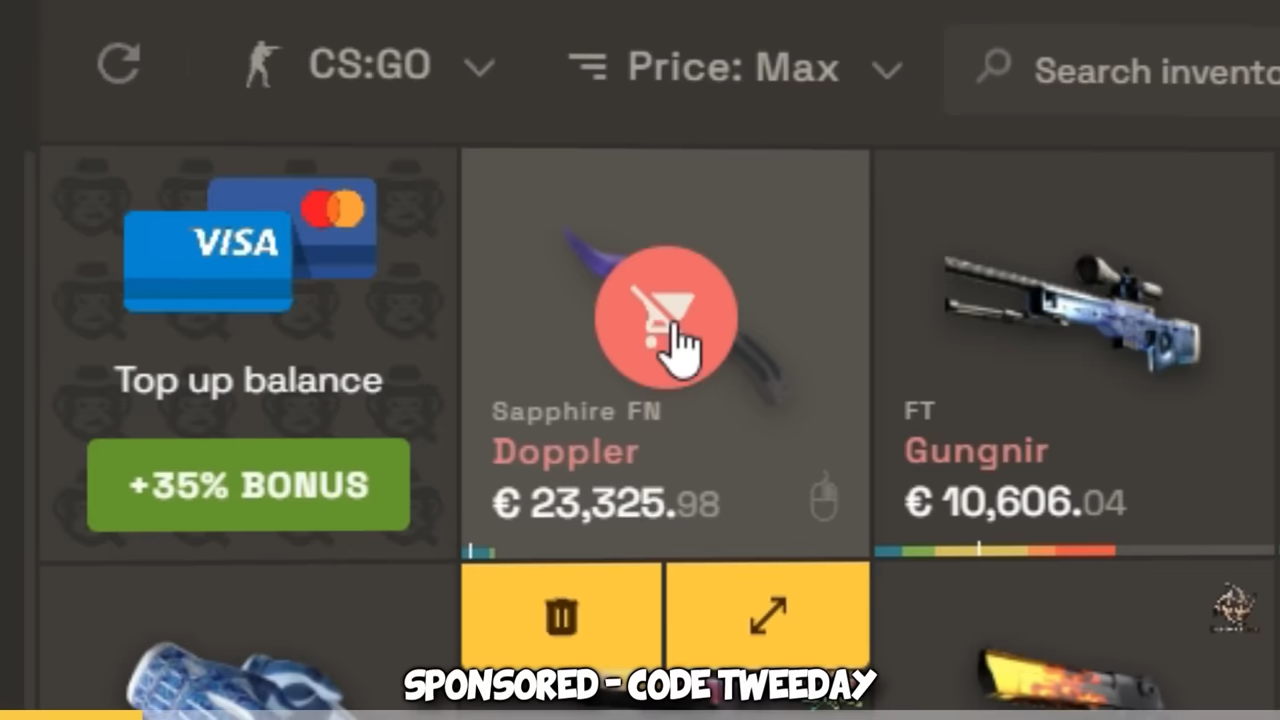 CS:GO
Price: Max
Search invento
VISA
Top up balance
+35% BONUS
Sapphire FN
Doppler
€ 23,325.98
FT
Gungnir
€ 10,606.04
SPONSORED - CODE TWEEDAY